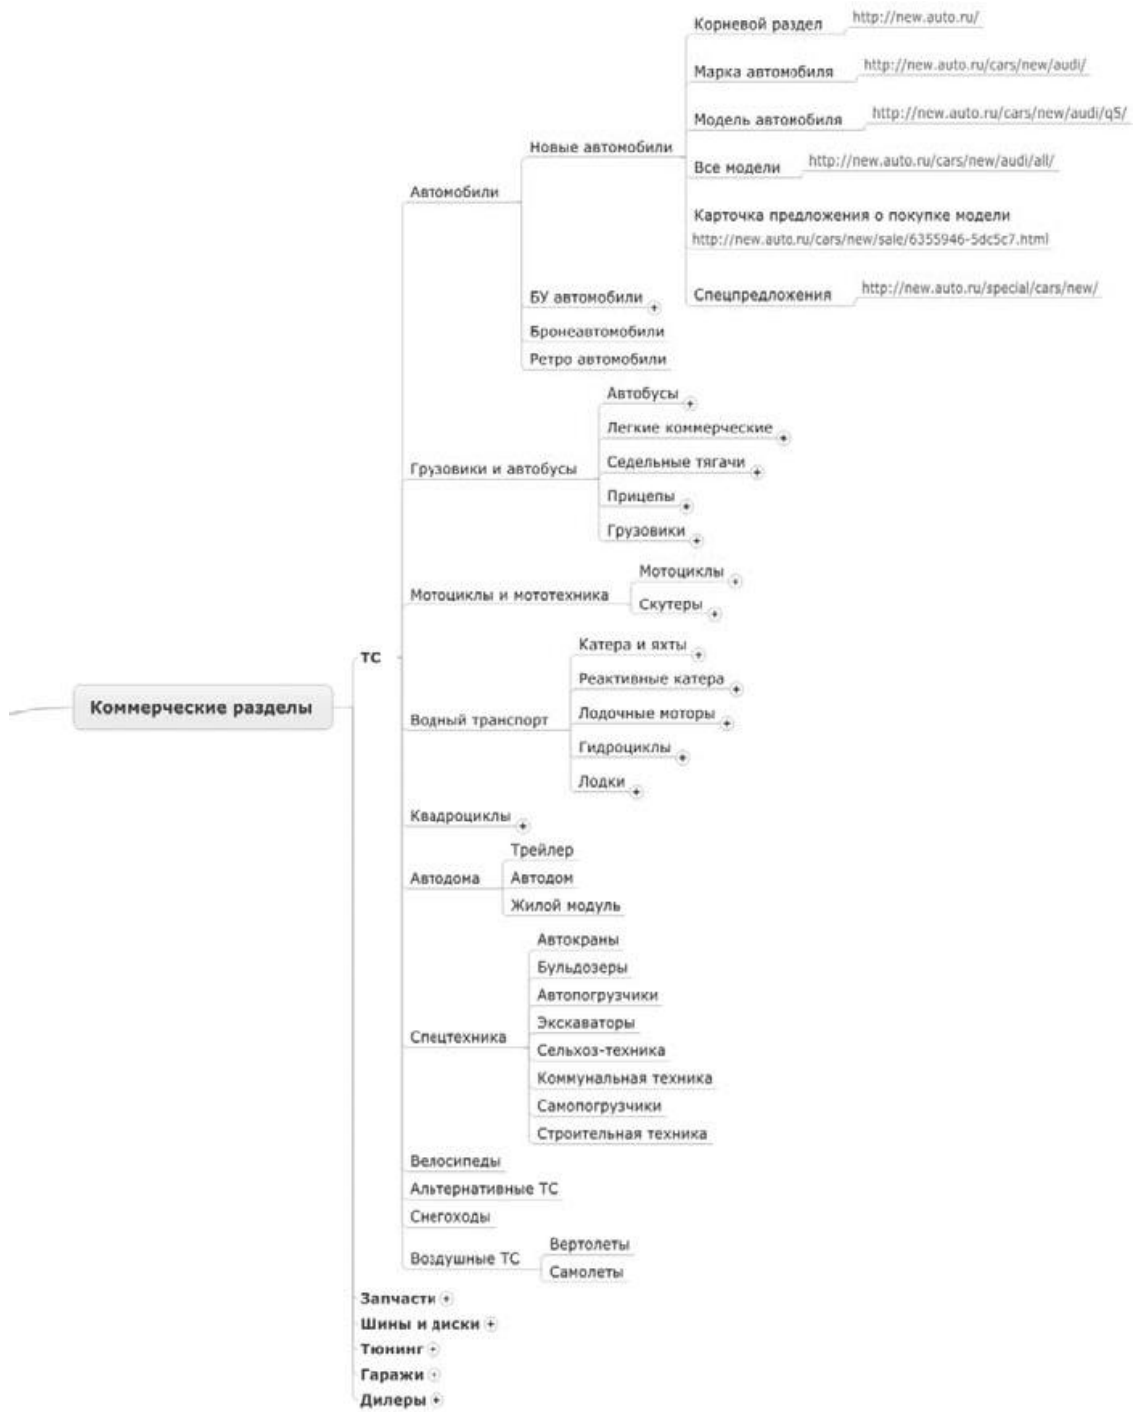 Корневой раздел
http://new.auto.ru/
Марка автомобиля
http://new.auto.ru/cars/new/audi/
Модель автомобиля
http://new.auto.ru/cars/new/audi/q5/
Новые автомобили
Все модели
http://new.auto.ru/cars/new/audi/all/
Автомобили
Карточка предложения о покупке модели
http://new.auto.ru/cars/new/sale/6355946-5dc5c7.html
Спецпредложения
http://new.auto.ru/special/cars/new/
БУ автомобили
Бронеавтомобили
Ретро автомобили
Автобусы
Легкие коммерческие
Грузовики и автобусы
Седельные тягачи
Прицепы
Грузовики
Мотоциклы
Мотоциклы и мототехника
Скутеры
Катера и яхты
ТС
Реактивные катера
Коммерческие разделы
Водный транспорт
Лодочные моторы
Гидроциклы
Лодки
Квадроциклы
Трейлер
Автодома
Автодом
Жилой модуль
Автокраны
Бульдозеры
Автопогрузчики
Экскаваторы
Спецтехника
Сельхоз-техника
Коммунальная техника
Самопогрузчики
Строительная техника
Велосипеды
Альтернативные ТС
Снегоходы
Вертолеты
Воздушные ТС
Самолеты
Запчасти
Шины и диски
Тюнинг
Гаражи
Дилеры